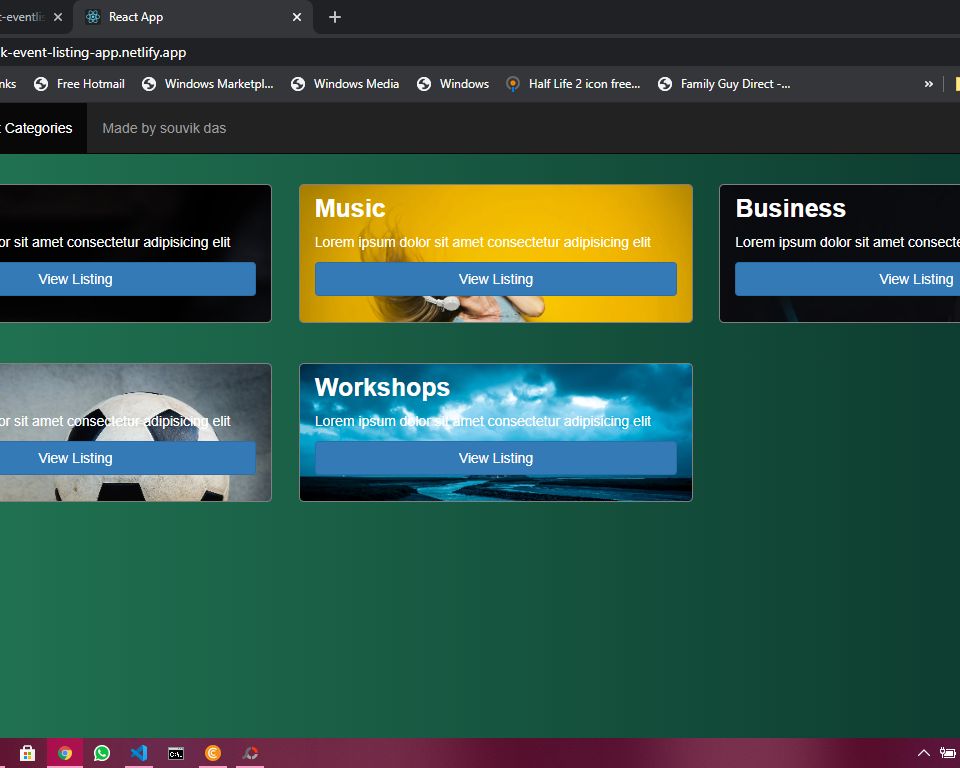 t-eventlis
React App
k-event-listing-app.netlify.app
nks
Free Hotmail
Windows Marketpl...
Windows Media
Windows
Half Life 2 icon free...
Family Guy Direct -...
»
Categories
Made by souvik das
or sit amet consectetur adipisicing elit
View Listing
Music
Lorem ipsum dolor sit amet consectetur adipisicing elit
View Listing
Business
Lorem ipsum dolor sit amet consecte
View Listing
or sit amet consectetur adipisicing elit
View Listing
Workshops
Lorem ipsum dolor sit amet consectetur adipisicing elit
View Listing